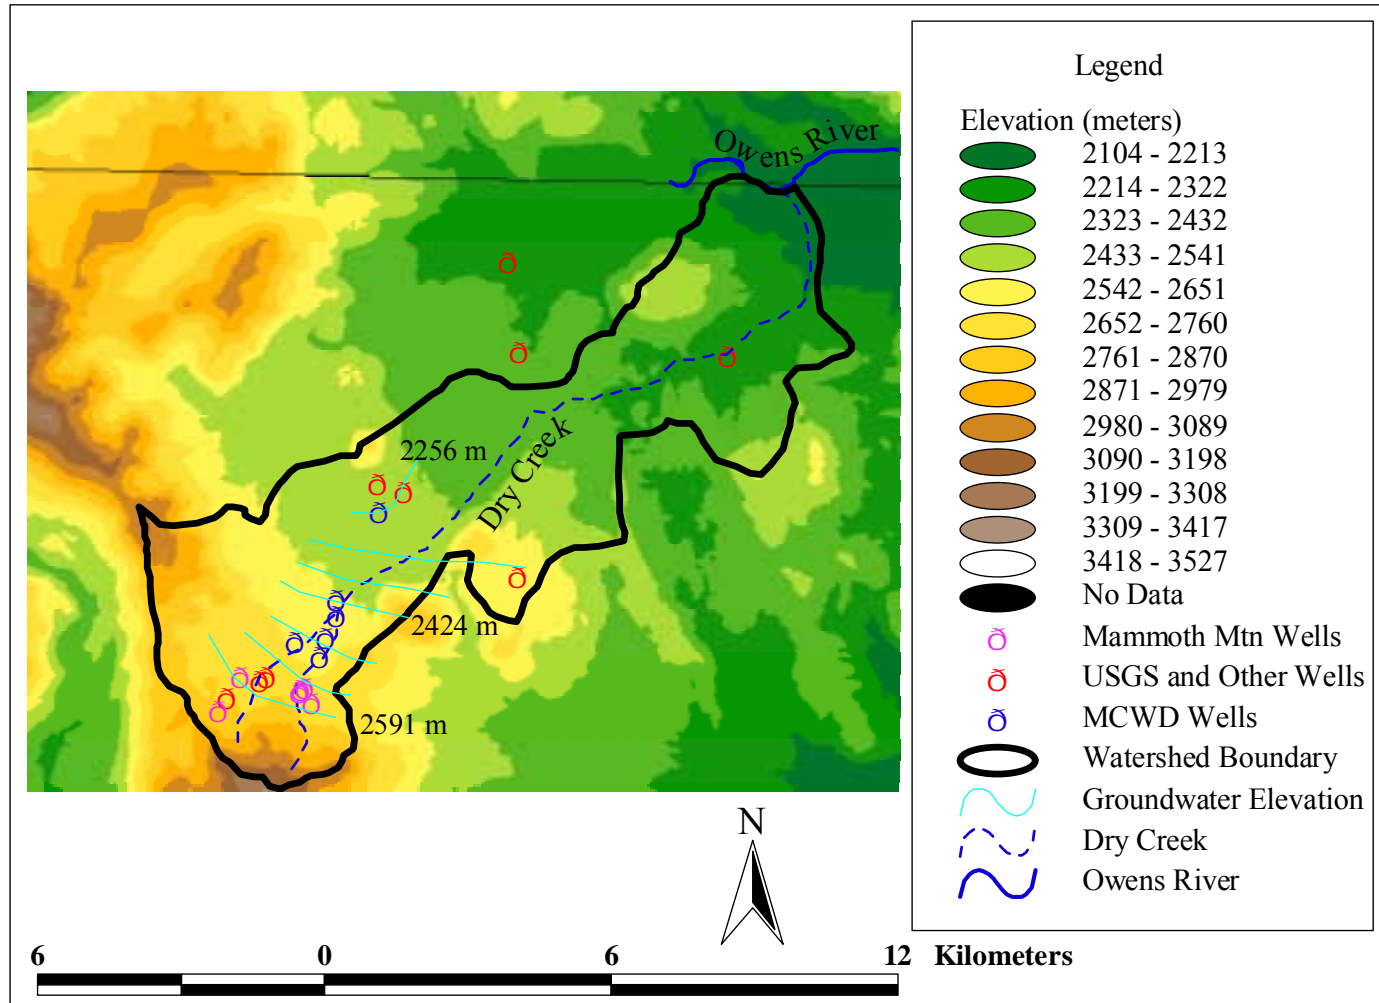 Legend
Elevation (meters)
2104 - 2213
2214 - 2322
2323 - 2432
2433 - 2541
2542 - 2651
2652 - 2760
2761 - 2870
2871 - 2979
2980 - 3089
3090 - 3198
3199 - 3308
3309 - 3417
3418 - 3527
No Data
Mammoth Mtn Wells
USGS and Other Wells
MCWD Wells
Watershed Boundary
Groundwater Elevation
Dry Creek
Owens River
Owens River
2256 m
Dry Creek
2424 m
2591 m
N
6 0 6 12 Kilometers